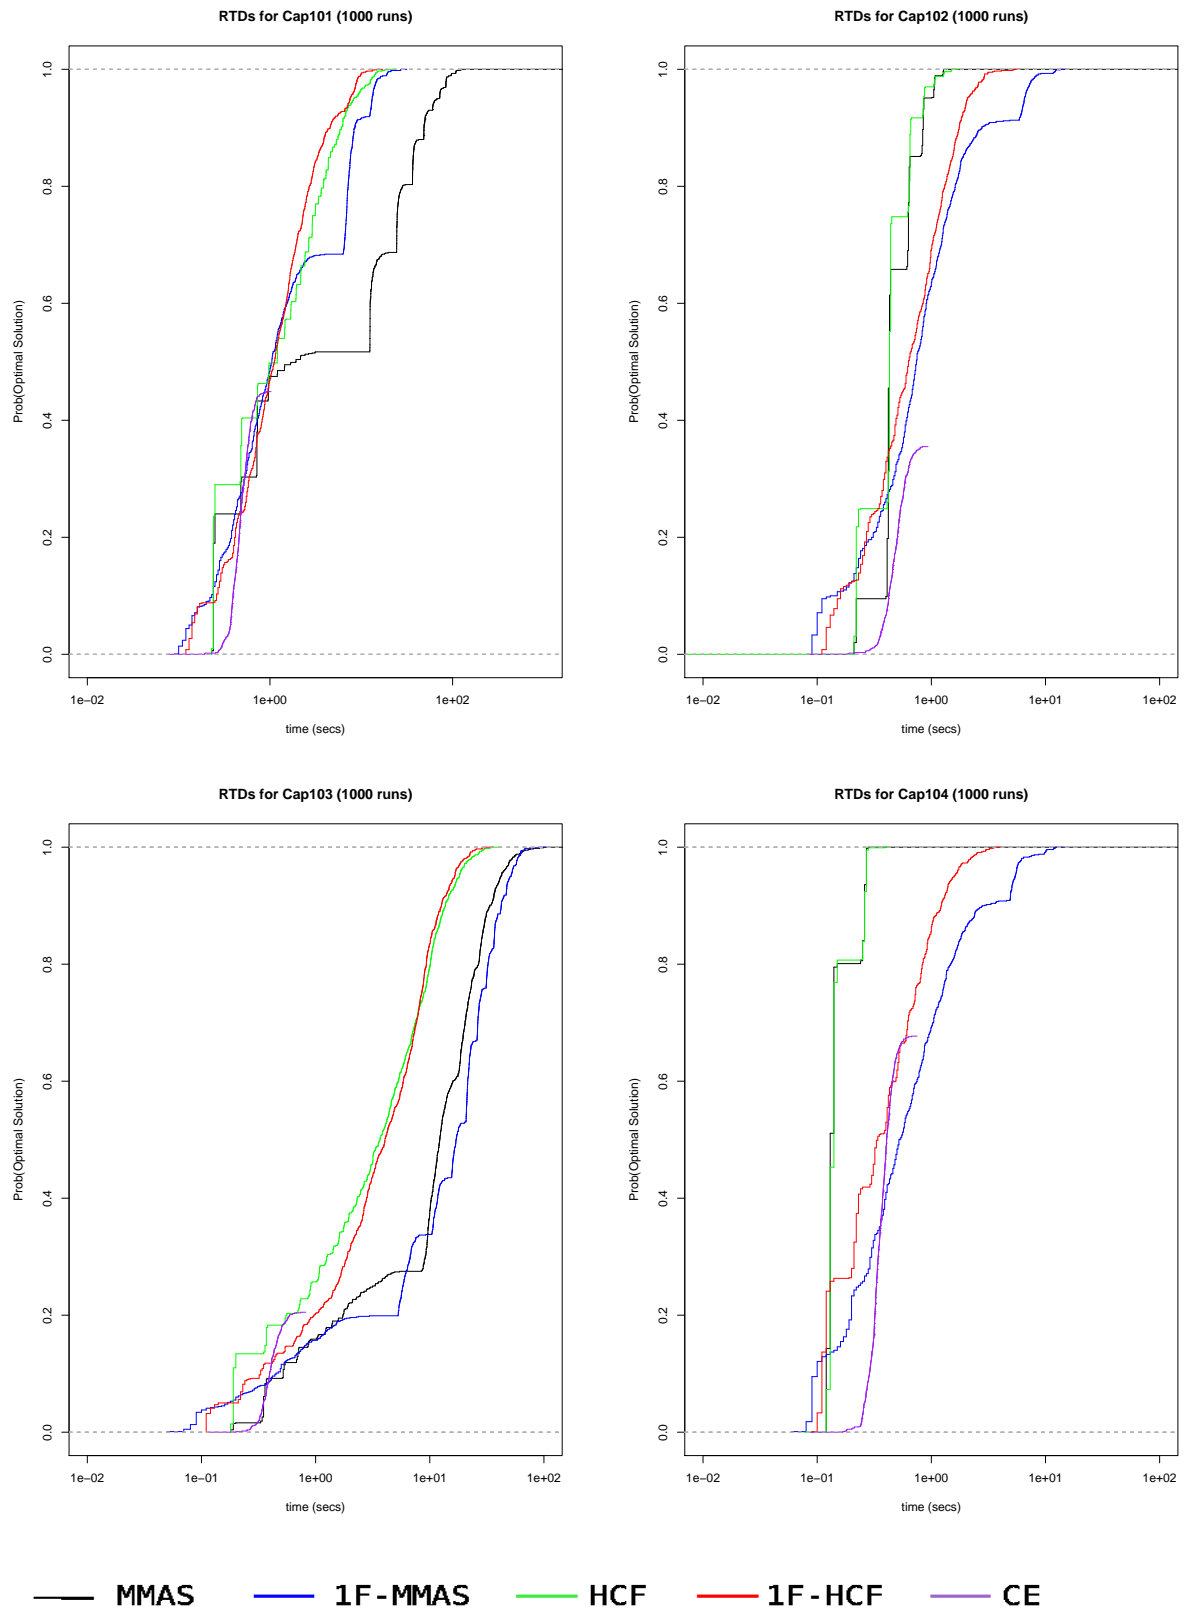 RTDs for Cap101 (1000 runs)
Prob(Optimal Solution)
0.0 0.2 0.4 0.6 0.8 1.0
1e−02 1e+00 1e+02
time (secs)
RTDs for Cap102 (1000 runs)
Prob(Optimal Solution)
0.0 0.2 0.4 0.6 0.8 1.0
1e−02 1e−01 1e+00 1e+01 1e+02
time (secs)
RTDs for Cap103 (1000 runs)
Prob(Optimal Solution)
0.0 0.2 0.4 0.6 0.8 1.0
1e−02 1e−01 1e+00 1e+01 1e+02
time (secs)
RTDs for Cap104 (1000 runs)
Prob(Optimal Solution)
0.0 0.2 0.4 0.6 0.8 1.0
1e−02 1e−01 1e+00 1e+01 1e+02
time (secs)
MMAS 1F-MMAS HCF 1F-HCF CE